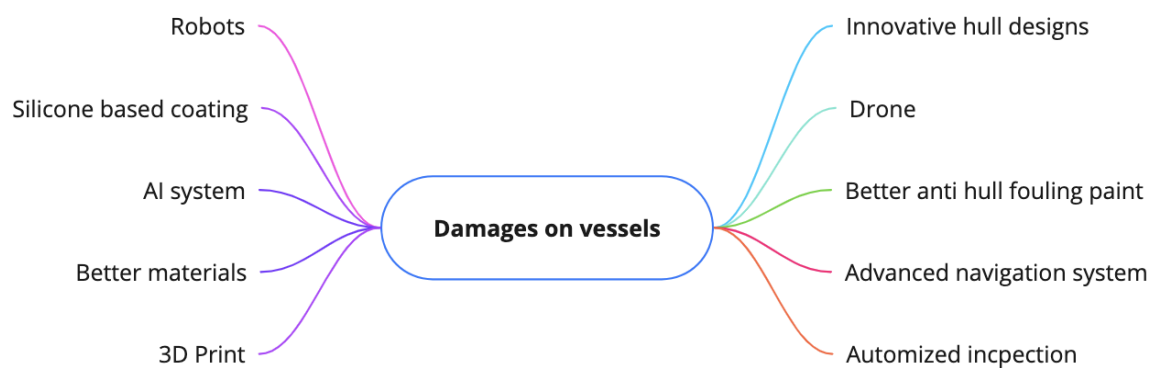 Robots
Silicone based coating
AI system
Better materials
3D Print
Damages on vessels
Innovative hull designs
Drone
Better anti hull fouling paint
Advanced navigation system
Automized incpection